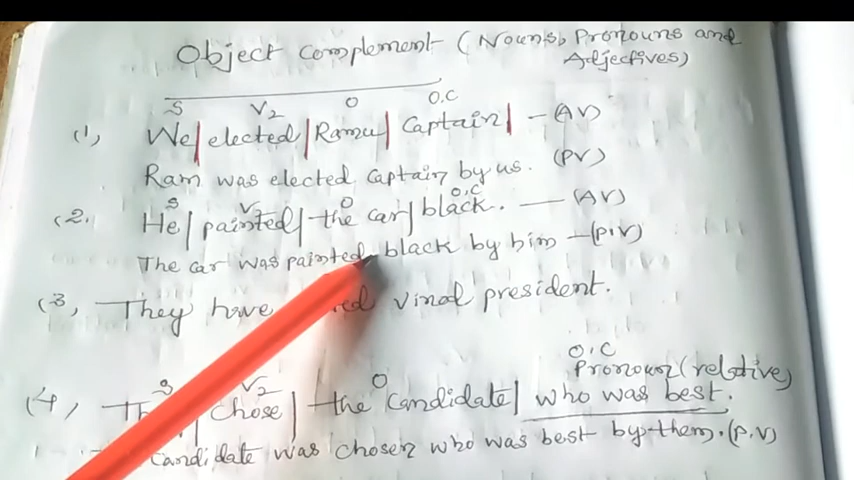 Object complement (Nouns, Pronouns and Adjectives)
S V2 O O.C
(1) We| elected| Ramu| Captain| - (AV)
Ram was elected captain by us. (PV)
S V2 O O.C
(2. He| painted| the car| black. — (AV)
The car was painted black by him - (P.V)
(3, They have vinod president.
O.C
Pronoun (relative)
S V2 O
(4, | chose| the candidate| who was best.
candidate was chosen who was best by them. (P.V)